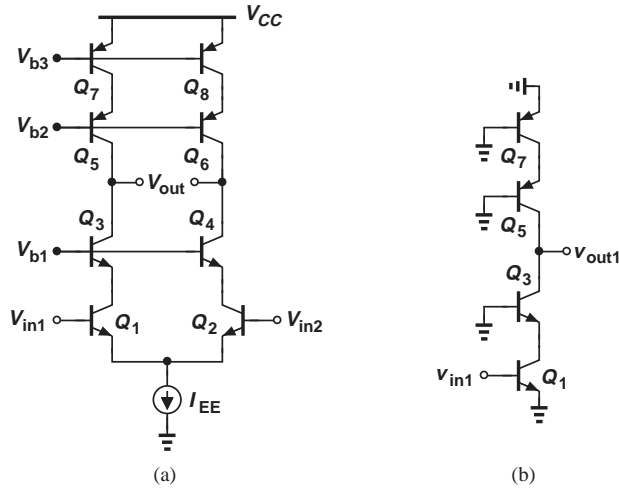 V_CC
V_b3
Q_7
Q_8
V_b2
Q_5
Q_6
V_out
Q_3
Q_4
V_b1
V_in1
Q_1
Q_2
V_in2
I_EE
(a)
Q_7
Q_5
v_out1
Q_3
v_in1
Q_1
(b)